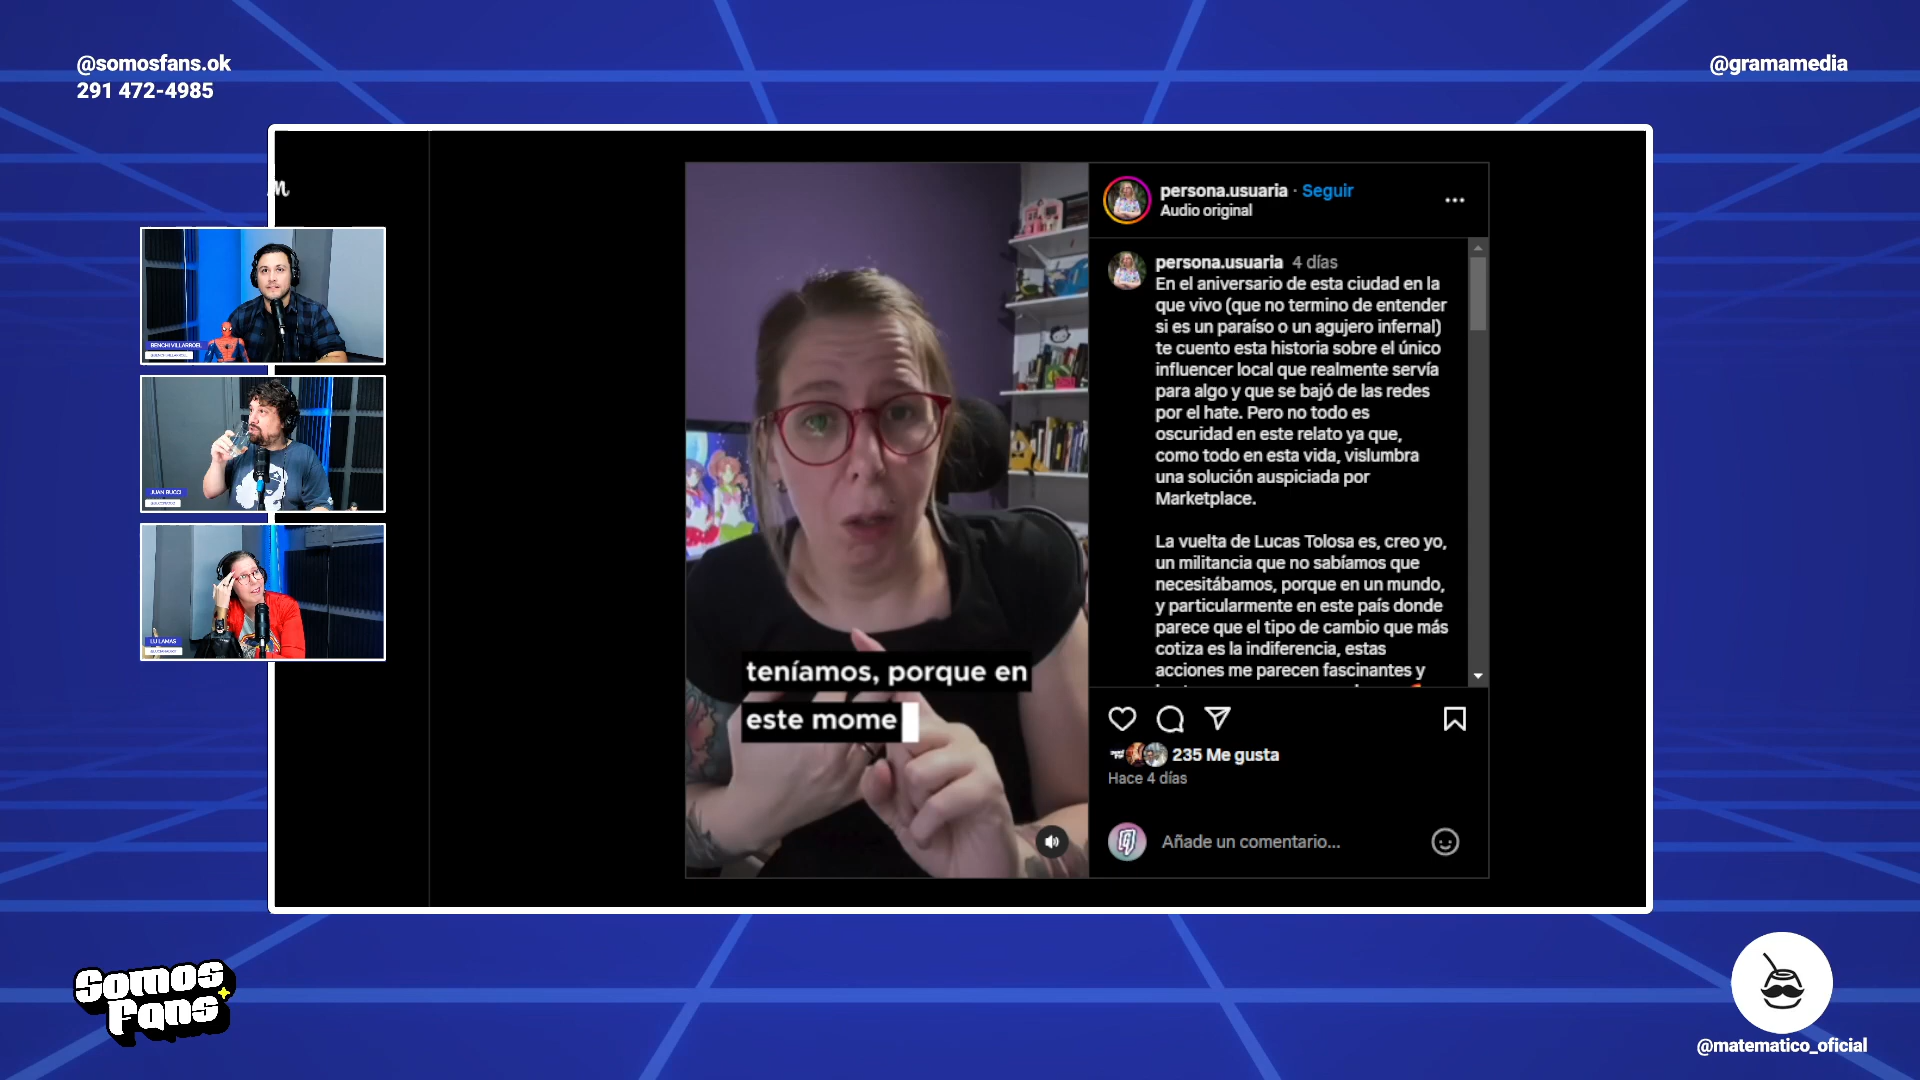 @somosfans.ok
291 472-4985
@gramamedia
BENCHI VILLARROEL
JUAN BUCCI
LU LAMAS
persona.usuaria · Seguir
Audio original
persona.usuaria 4 días
En el aniversario de esta ciudad en la
que vivo (que no termino de entender
si es un paraíso o un agujero infernal)
te cuento esta historia sobre el único
influencer local que realmente servía
para algo y que se bajó de las redes
por el hate. Pero no todo es
oscuridad en este relato ya que,
como todo en esta vida, vislumbra
una solución auspiciada por
Marketplace.
La vuelta de Lucas Tolosa es, creo yo,
un militancia que no sabíamos que
necesitábamos, porque en un mundo,
y particularmente en este país donde
parece que el tipo de cambio que más
cotiza es la indiferencia, estas
acciones me parecen fascinantes y
teníamos, porque en
este mome
235 Me gusta
Hace 4 días
Añade un comentario...
Somos
Fans
@matematico_oficial